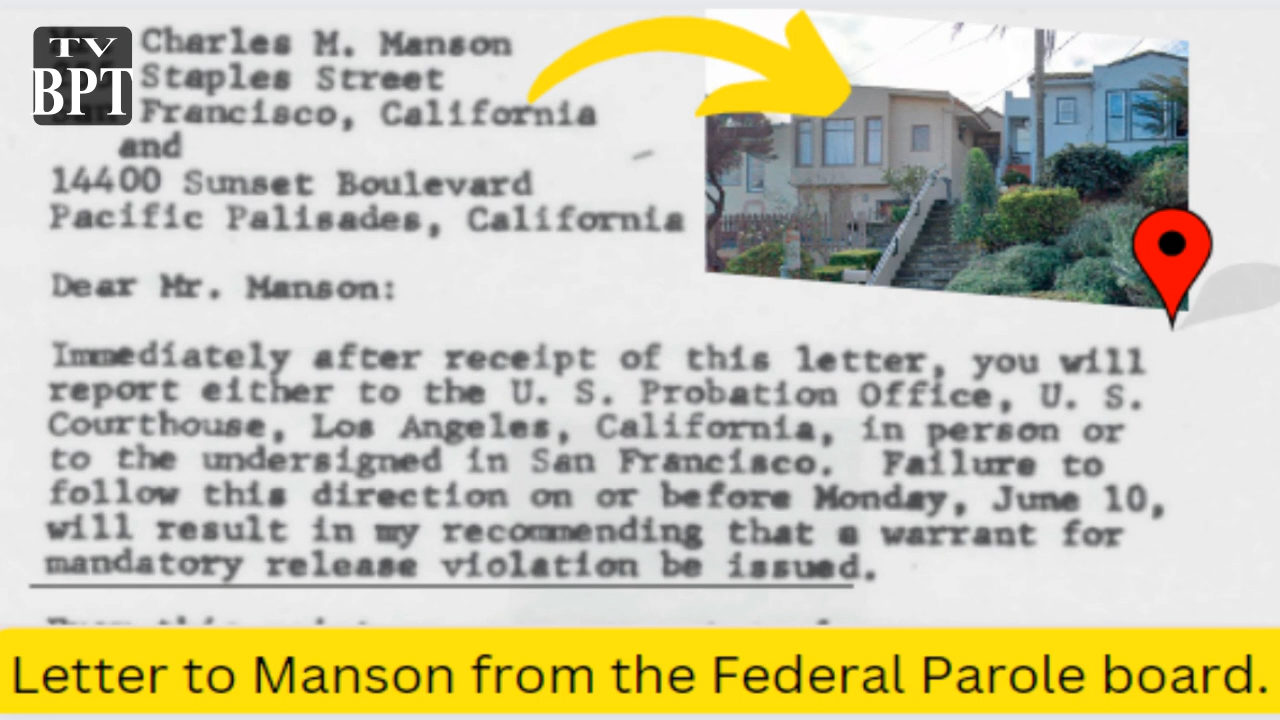 TV
BPT
Charles M. Manson
Staples Street
Francisco, California
and
14400 Sunset Boulevard
Pacific Palisades, California
Dear Mr. Manson:
Immediately after receipt of this letter, you will
report either to the U. S. Probation Office, U. S.
Courthouse, Los Angeles, California, in person or
to the undersigned in San Francisco. Failure to
follow this direction on or before Monday, June 10,
will result in my recommending that a warrant for
mandatory release violation be issued.
Letter to Manson from the Federal Parole board.